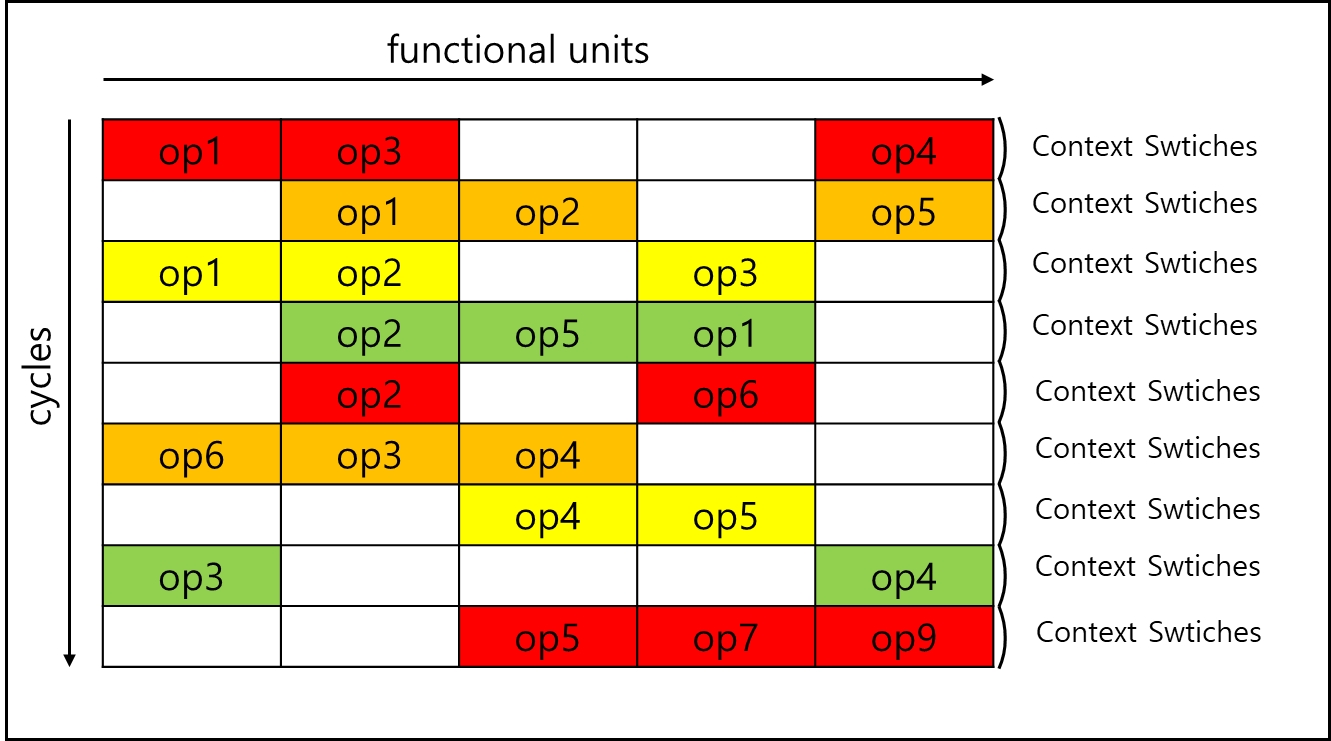 functional units
cycles
op1 op3 op4 Context Swtiches
op1 op2 op5 Context Swtiches
op1 op2 op3 Context Swtiches
op2 op5 op1 Context Swtiches
op2 op6 Context Swtiches
op6 op3 op4 Context Swtiches
op4 op5 Context Swtiches
op3 op4 Context Swtiches
op5 op7 op9 Context Swtiches